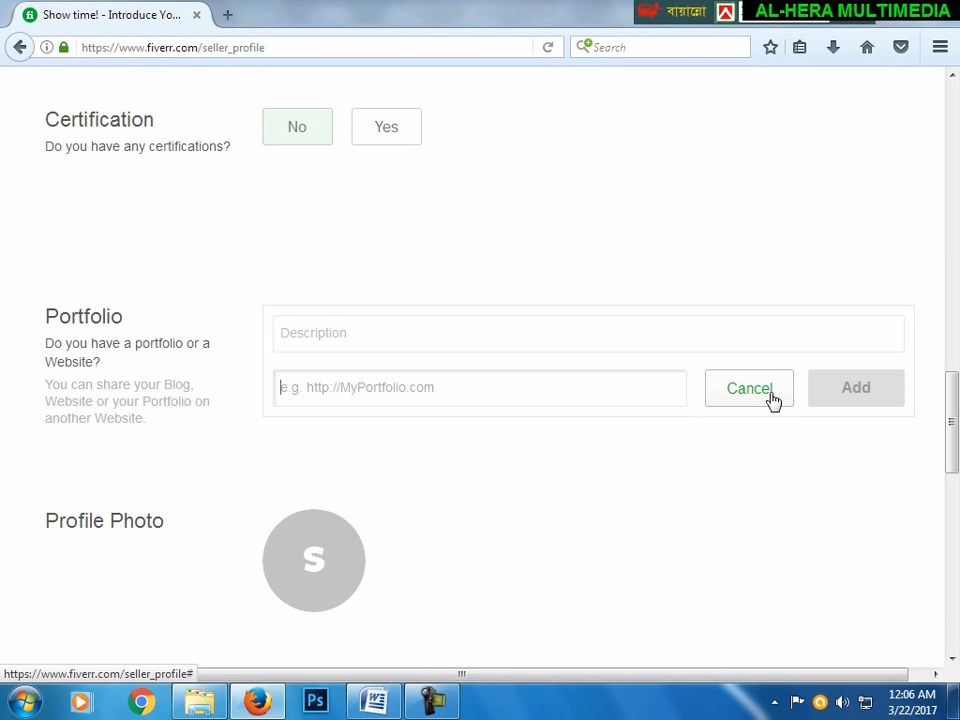 Show time! - Introduce Yo...
বায়ান্নো
AL-HERA MULTIMEDIA
https://www.fiverr.com/seller_profile
Search
Certification
No
Yes
Do you have any certifications?
Portfolio
Description
Do you have a portfolio or a
Website?
You can share your Blog,
Website or your Portfolio on
another Website.
e.g. http://MyPortfolio.com
Cancel
Add
Profile Photo
S
https://www.fiverr.com/seller_profile#
Ps
12:06 AM
3/22/2017